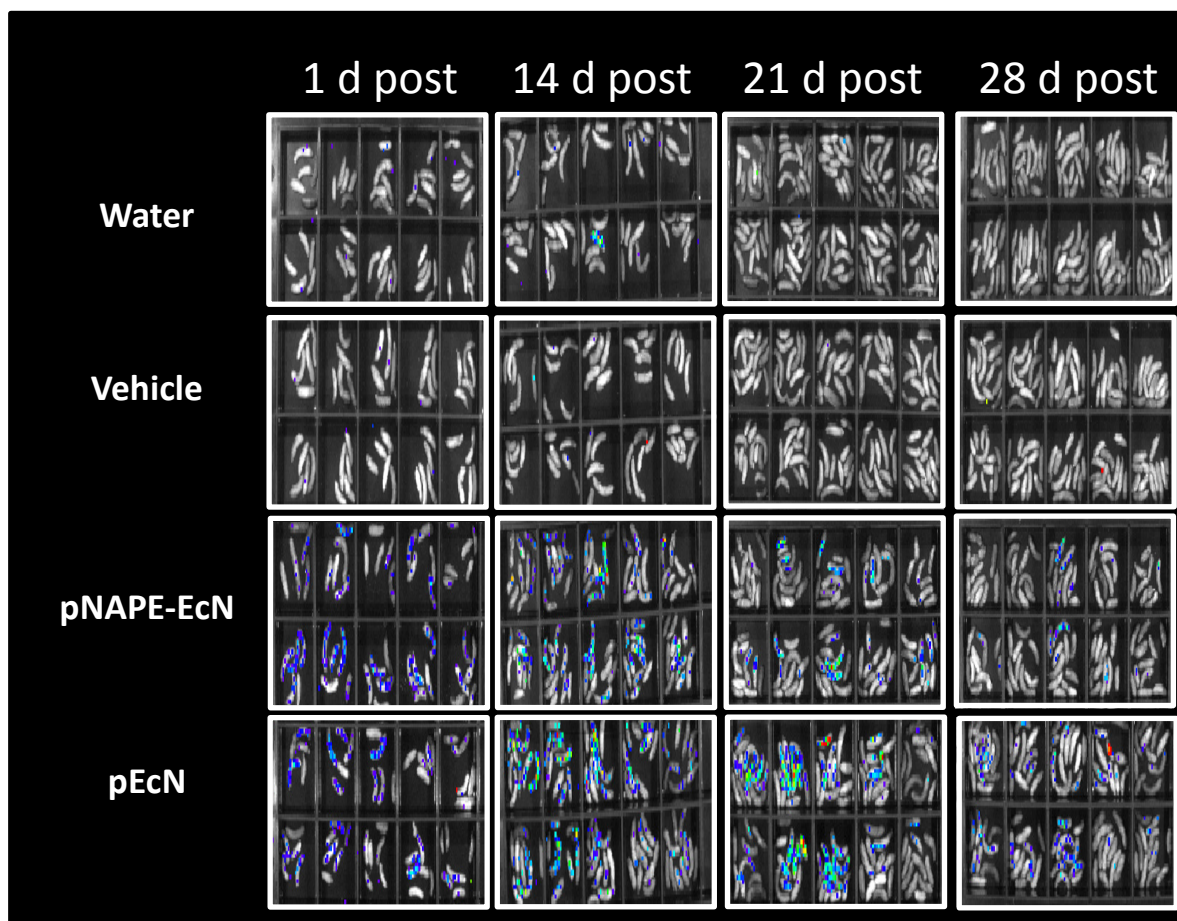 1 d post 14 d post 21 d post 28 d post
Water
Vehicle
pNAPE-EcN
pEcN